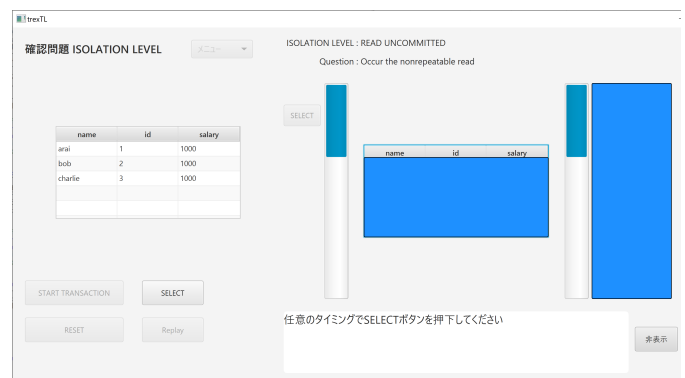 trexTL
確認問題 ISOLATION LEVEL
メニュー
ISOLATION LEVEL : READ UNCOMMITTED
Question : Occur the nonrepeatable read
SELECT
name id salary
arai 1 1000
bob 2 1000
charlie 3 1000
name id salary
START TRANSACTION
SELECT
RESET
Replay
任意のタイミングでSELECTボタンを押下してください
非表示